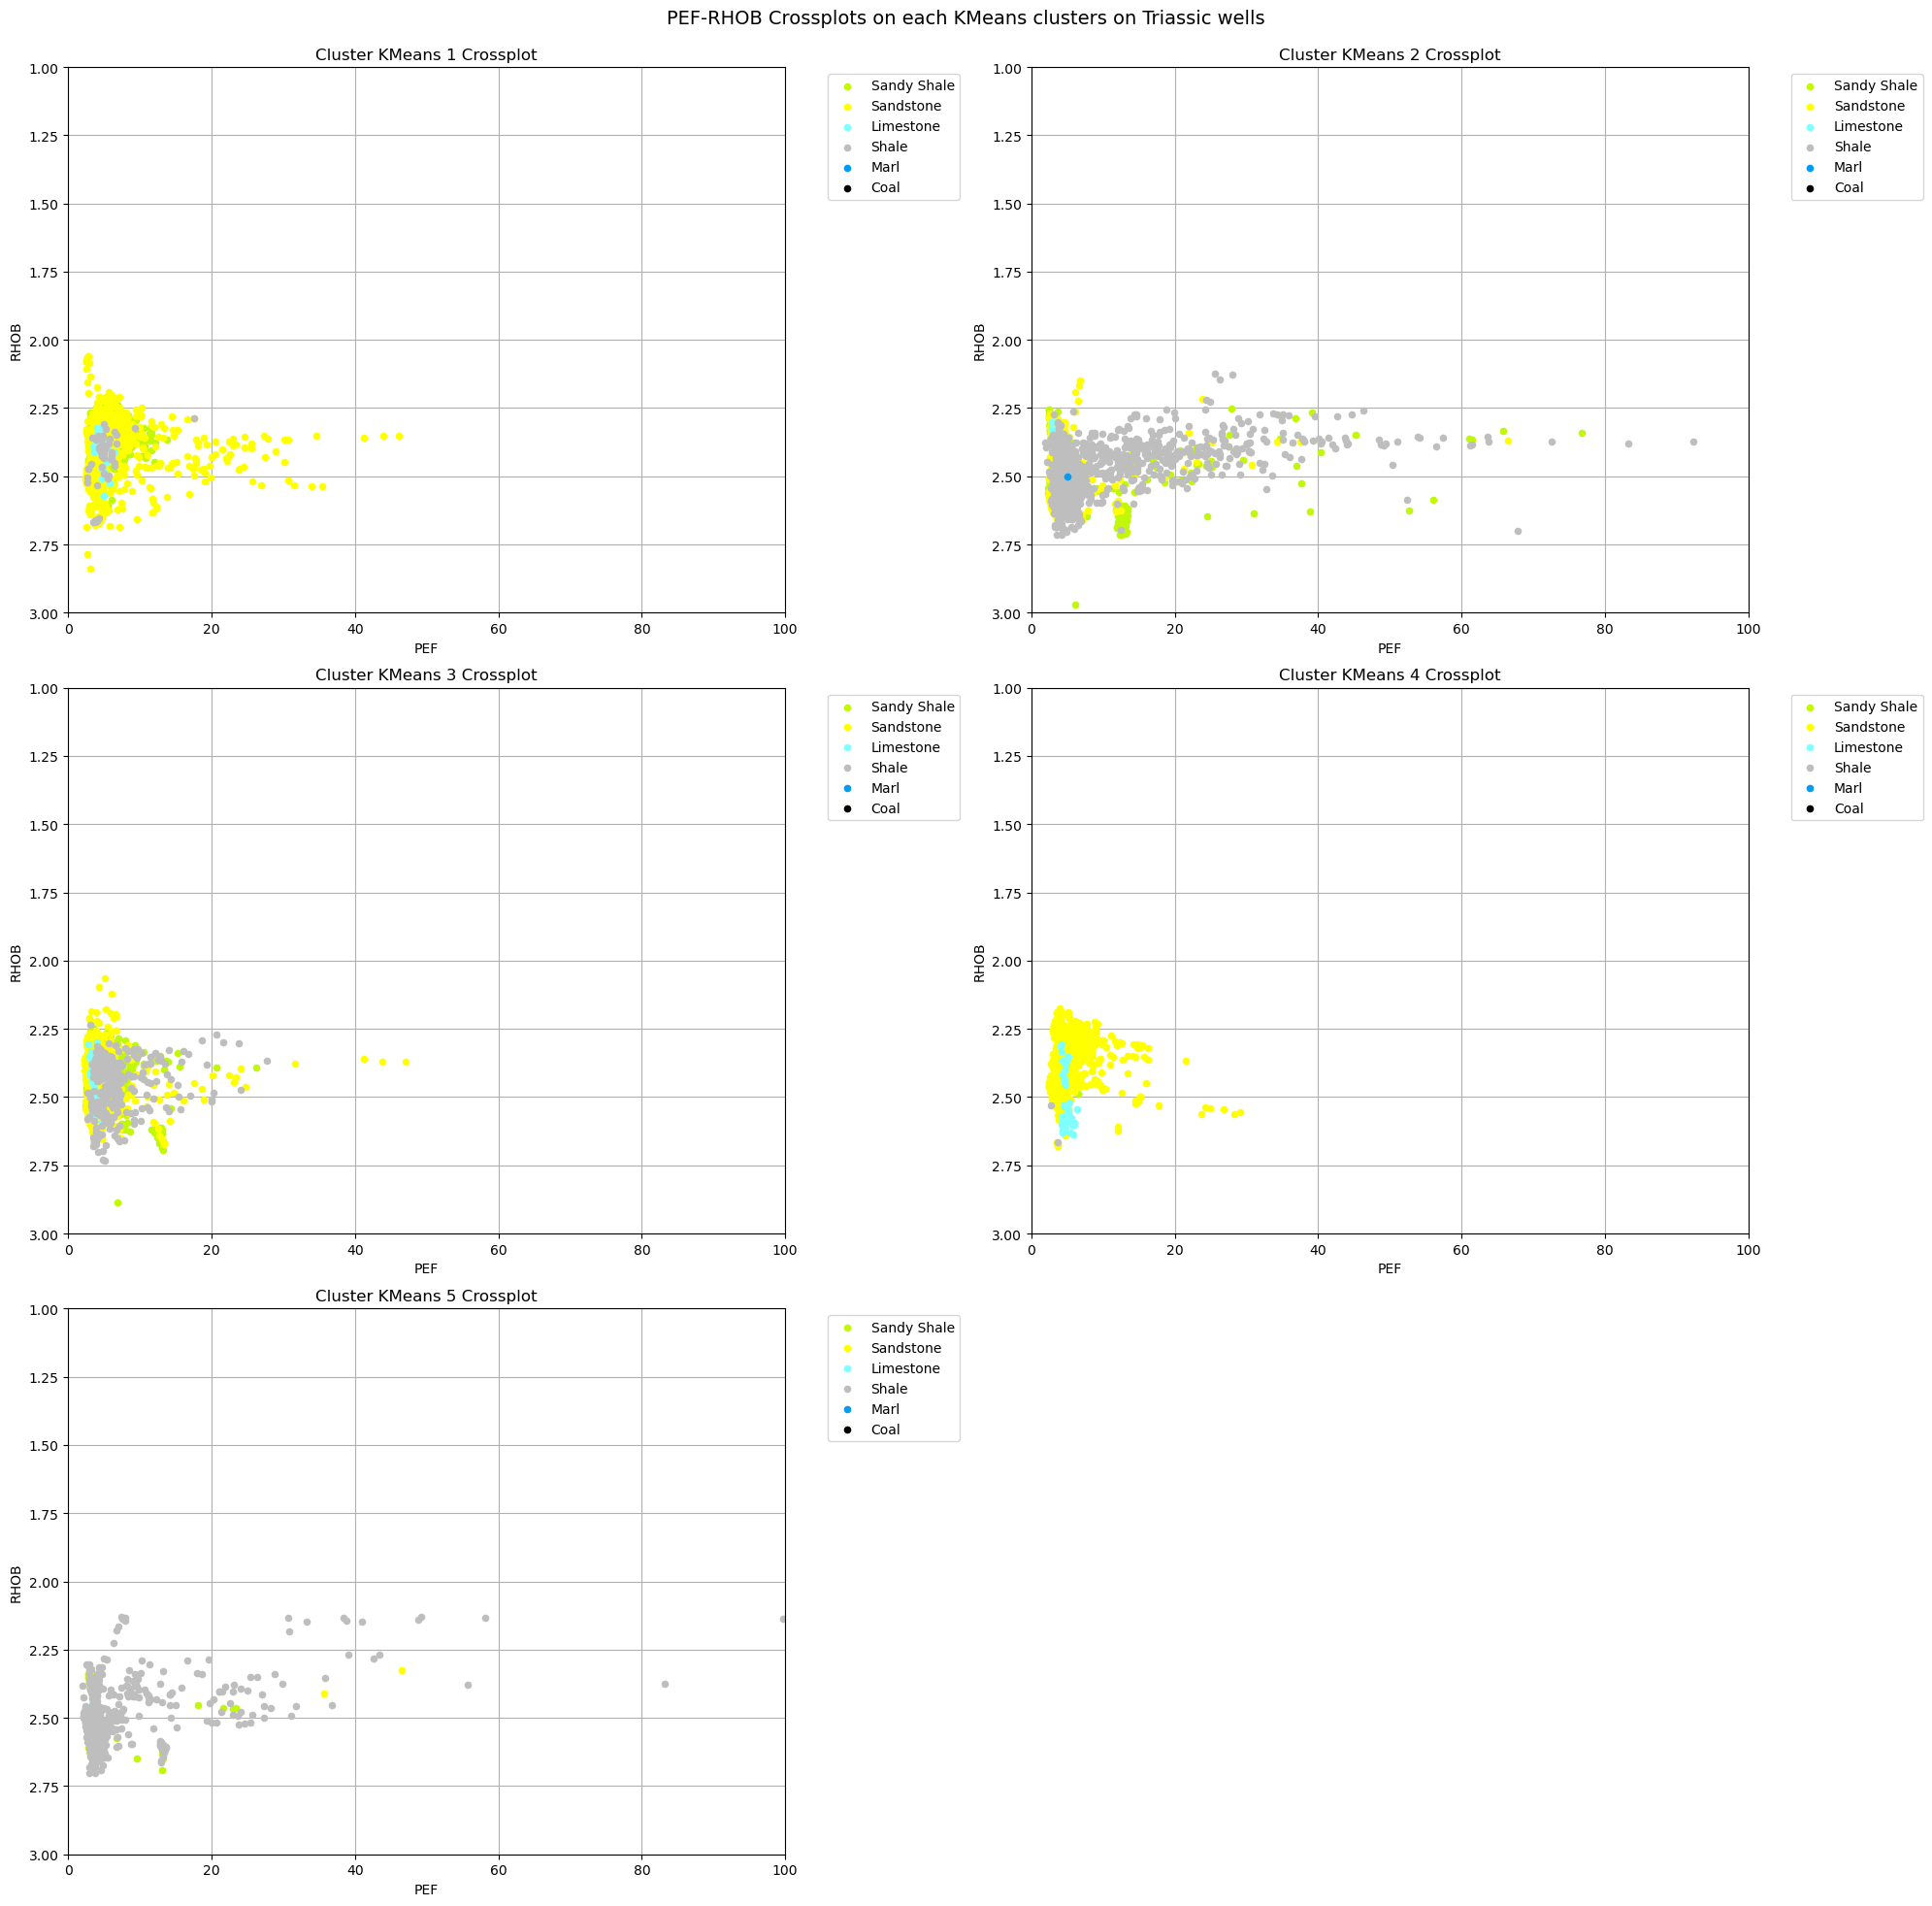 PEF-RHOB Crossplots on each KMeans clusters on Triassic wells
Cluster KMeans 1 Crossplot
1.00
1.25
1.50
1.75
2.00
2.25
2.50
2.75
3.00
RHOB
0 20 40 60 80 100
PEF
Sandy Shale
Sandstone
Limestone
Shale
Marl
Coal
Cluster KMeans 2 Crossplot
1.00
1.25
1.50
1.75
2.00
2.25
2.50
2.75
3.00
RHOB
0 20 40 60 80 100
PEF
Sandy Shale
Sandstone
Limestone
Shale
Marl
Coal
Cluster KMeans 3 Crossplot
1.00
1.25
1.50
1.75
2.00
2.25
2.50
2.75
3.00
RHOB
0 20 40 60 80 100
PEF
Sandy Shale
Sandstone
Limestone
Shale
Marl
Coal
Cluster KMeans 4 Crossplot
1.00
1.25
1.50
1.75
2.00
2.25
2.50
2.75
3.00
RHOB
0 20 40 60 80 100
PEF
Sandy Shale
Sandstone
Limestone
Shale
Marl
Coal
Cluster KMeans 5 Crossplot
1.00
1.25
1.50
1.75
2.00
2.25
2.50
2.75
3.00
RHOB
0 20 40 60 80 100
PEF
Sandy Shale
Sandstone
Limestone
Shale
Marl
Coal